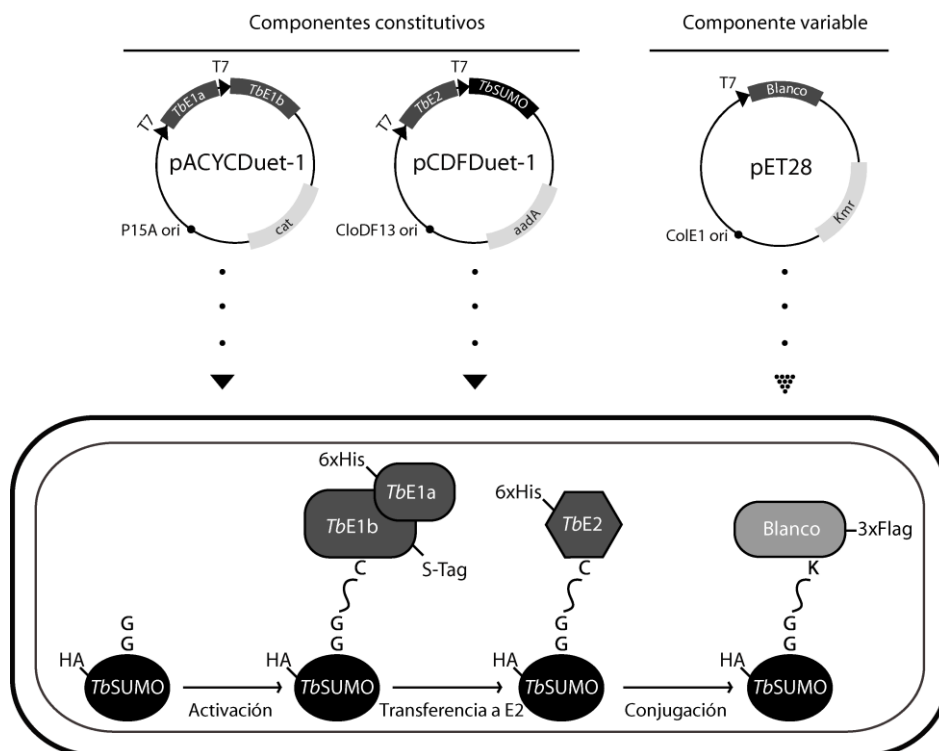 Componentes constitutivos
Componente variable
T7
TbE1a
T7
TbE1b
pACYCDuet-1
P15A ori
cat
T7
TbE2
T7
TbSUMO
pCDFDuet-1
CloDF13 ori
aadA
T7
Blanco
pET28
ColE1 ori
Kmr
6xHis
TbE1a
TbE1b
S-Tag
C
G
G
HA
TbSUMO
Activación
G
G
HA
TbSUMO
Transferencia a E2
6xHis
TbE2
C
G
G
HA
TbSUMO
Conjugación
Blanco
3xFlag
K
G
G
HA
TbSUMO